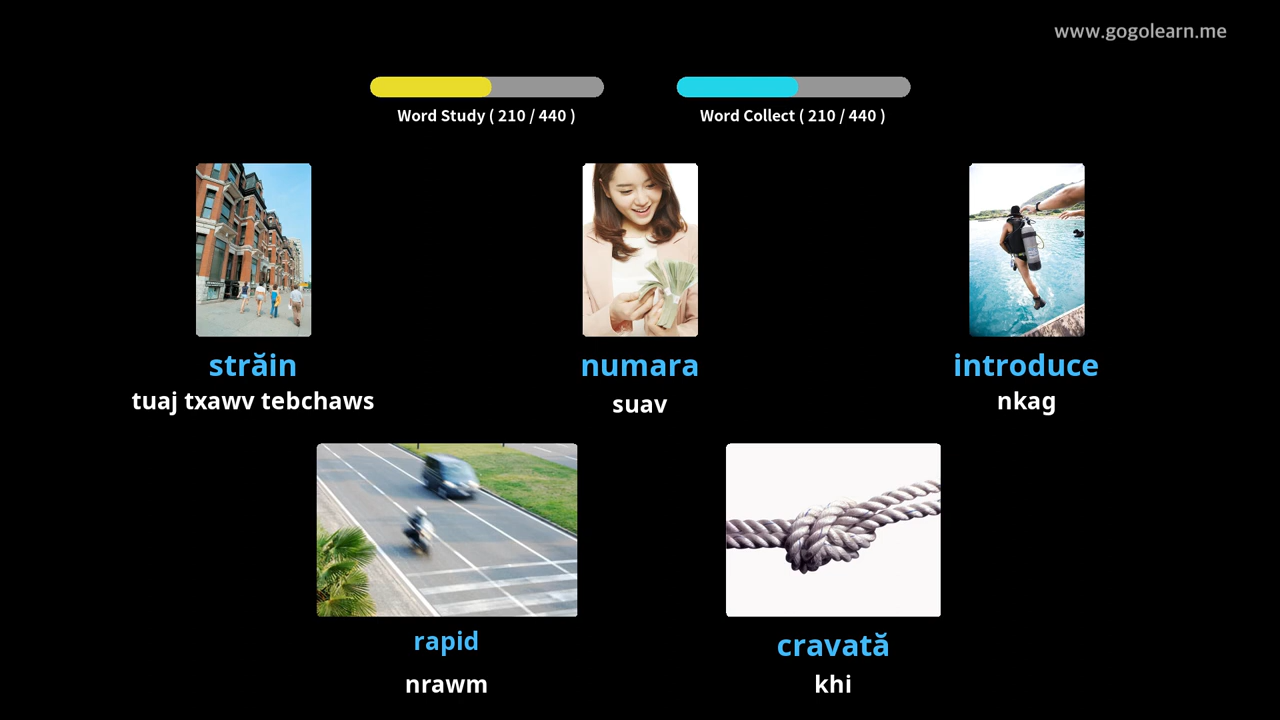 www.gogolearn.me
Word Study ( 210 / 440 )
Word Collect ( 210 / 440 )
străin
numara
introduce
tuaj txawv tebchaws
suav
nkag
rapid
cravată
nrawm
khi